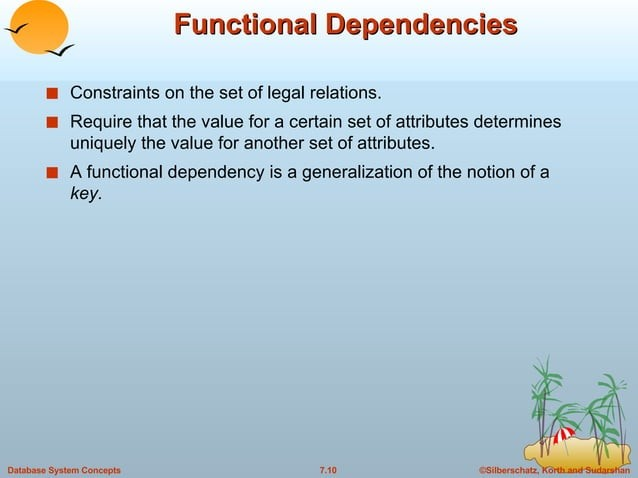 Functional Dependencies
Constraints on the set of legal relations.
Require that the value for a certain set of attributes determines
uniquely the value for another set of attributes.
A functional dependency is a generalization of the notion of a
key.
Database System Concepts
7.10
©Silberschatz, Korth and Sudarshan